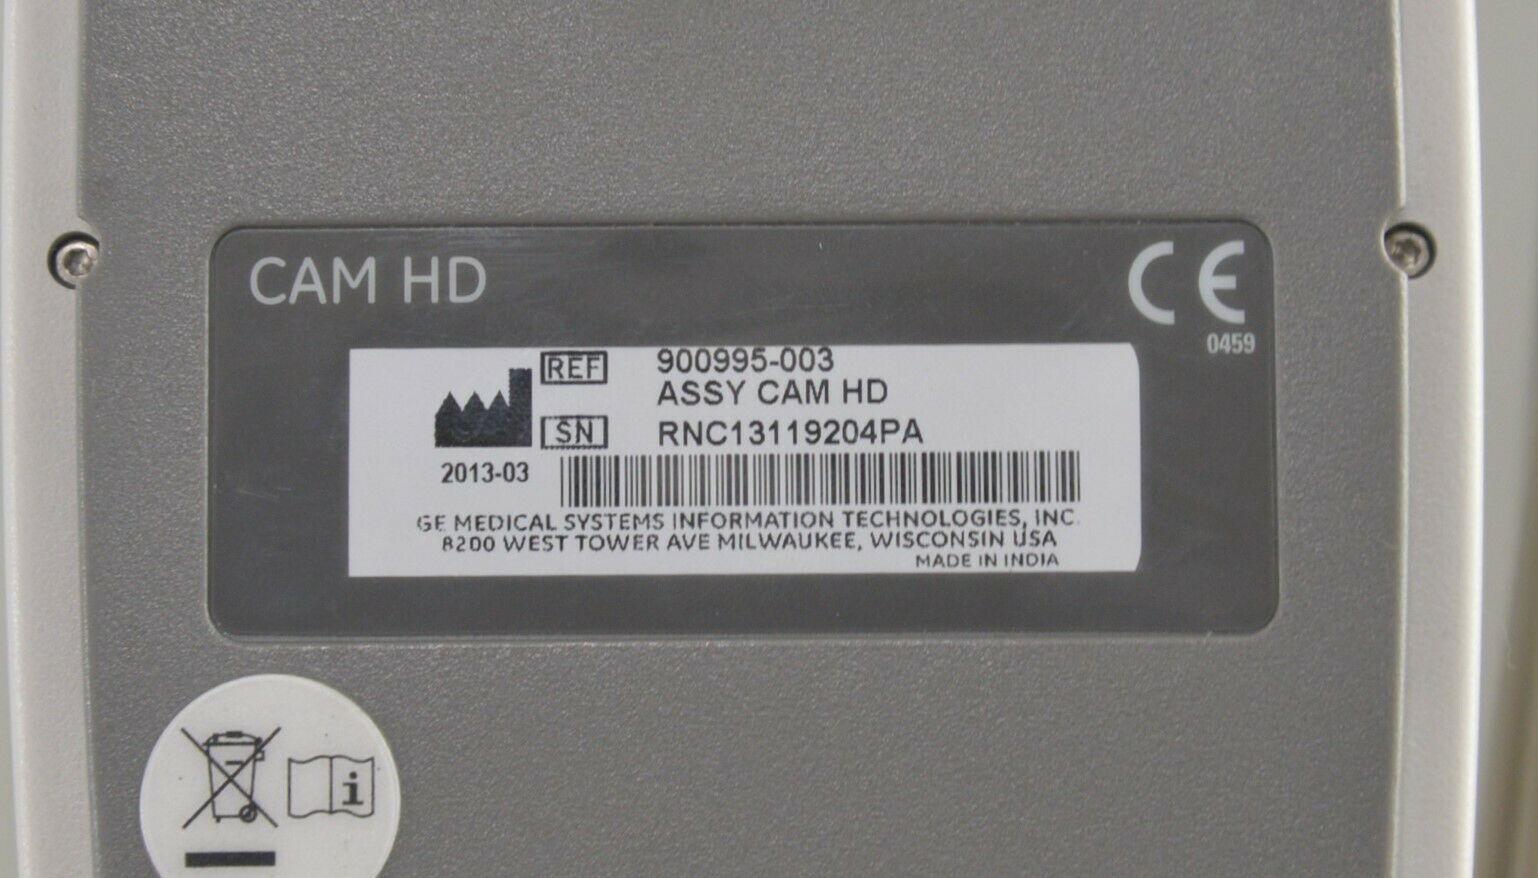 CAM HD
CE
0459
REF 900995-003
ASSY CAM HD
SN RNC13119204PA
2013-03
GE MEDICAL SYSTEMS INFORMATION TECHNOLOGIES, INC.
8200 WEST TOWER AVE MILWAUKEE, WISCONSIN USA
MADE IN INDIA
i